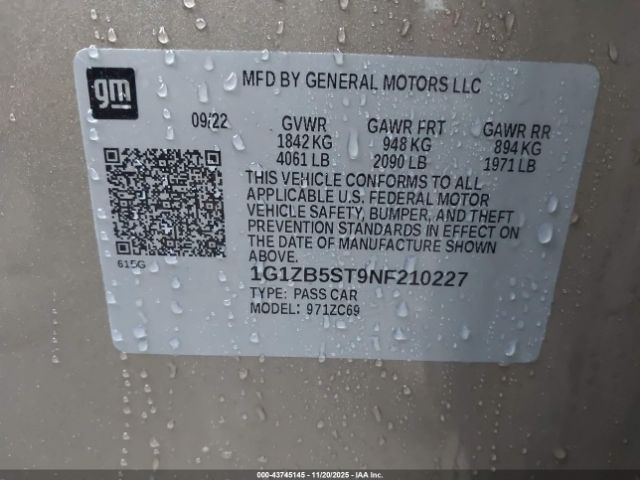 gm
MFD BY GENERAL MOTORS LLC
09/22 GVWR GAWR FRT GAWR RR
1842 KG 948 KG 894 KG
4061 LB 2090 LB 1971 LB
THIS VEHICLE CONFORMS TO ALL
APPLICABLE U.S. FEDERAL MOTOR
VEHICLE SAFETY, BUMPER, AND THEFT
PREVENTION STANDARDS IN EFFECT ON
THE DATE OF MANUFACTURE SHOWN
ABOVE.
615G
1G1ZB5ST9NF210227
TYPE: PASS CAR
MODEL: 971ZC69
IAA - 43745145 - 11/20/2025 - IAA